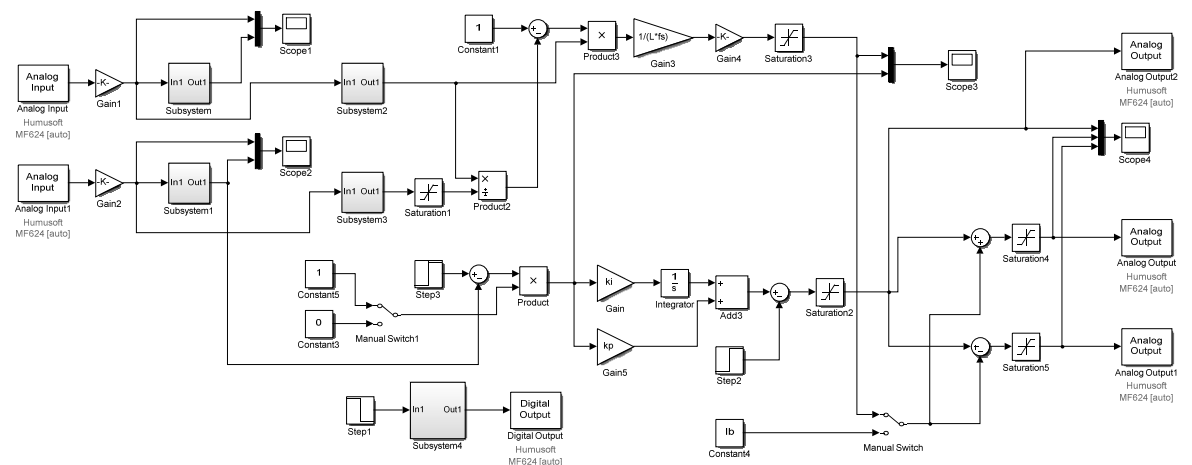 Analog
Input
Analog Input
Humusoft
MF624 [auto]
-K-
Gain1
In1 Out1
Subsystem
Scope1
In1 Out1
Subsystem2
1
Constant1
+
-
×
Product3
1/(L*fs)
Gain3
-K-
Gain4
Saturation3
Scope3
Analog
Output
Analog Output2
Humusoft
MF624 [auto]
Analog
Input
Analog Input1
Humusoft
MF624 [auto]
-K-
Gain2
In1 Out1
Subsystem1
Scope2
In1 Out1
Subsystem3
Saturation1
×
÷
Product2
Scope4
1
Constant5
0
Constant3
Manual Switch1
Step3
+
-
×
Product
ki
Gain
1
s
Integrator
kp
Gain5
+
+
Add3
+
-
Step2
Saturation2
+
+
Saturation4
Analog
Output
Analog Output
Humusoft
MF624 [auto]
+
-
Saturation5
Analog
Output
Analog Output1
Humusoft
MF624 [auto]
Step1
In1 Out1
Subsystem4
Digital
Output
Digital Output
Humusoft
MF624 [auto]
Ib
Constant4
Manual Switch